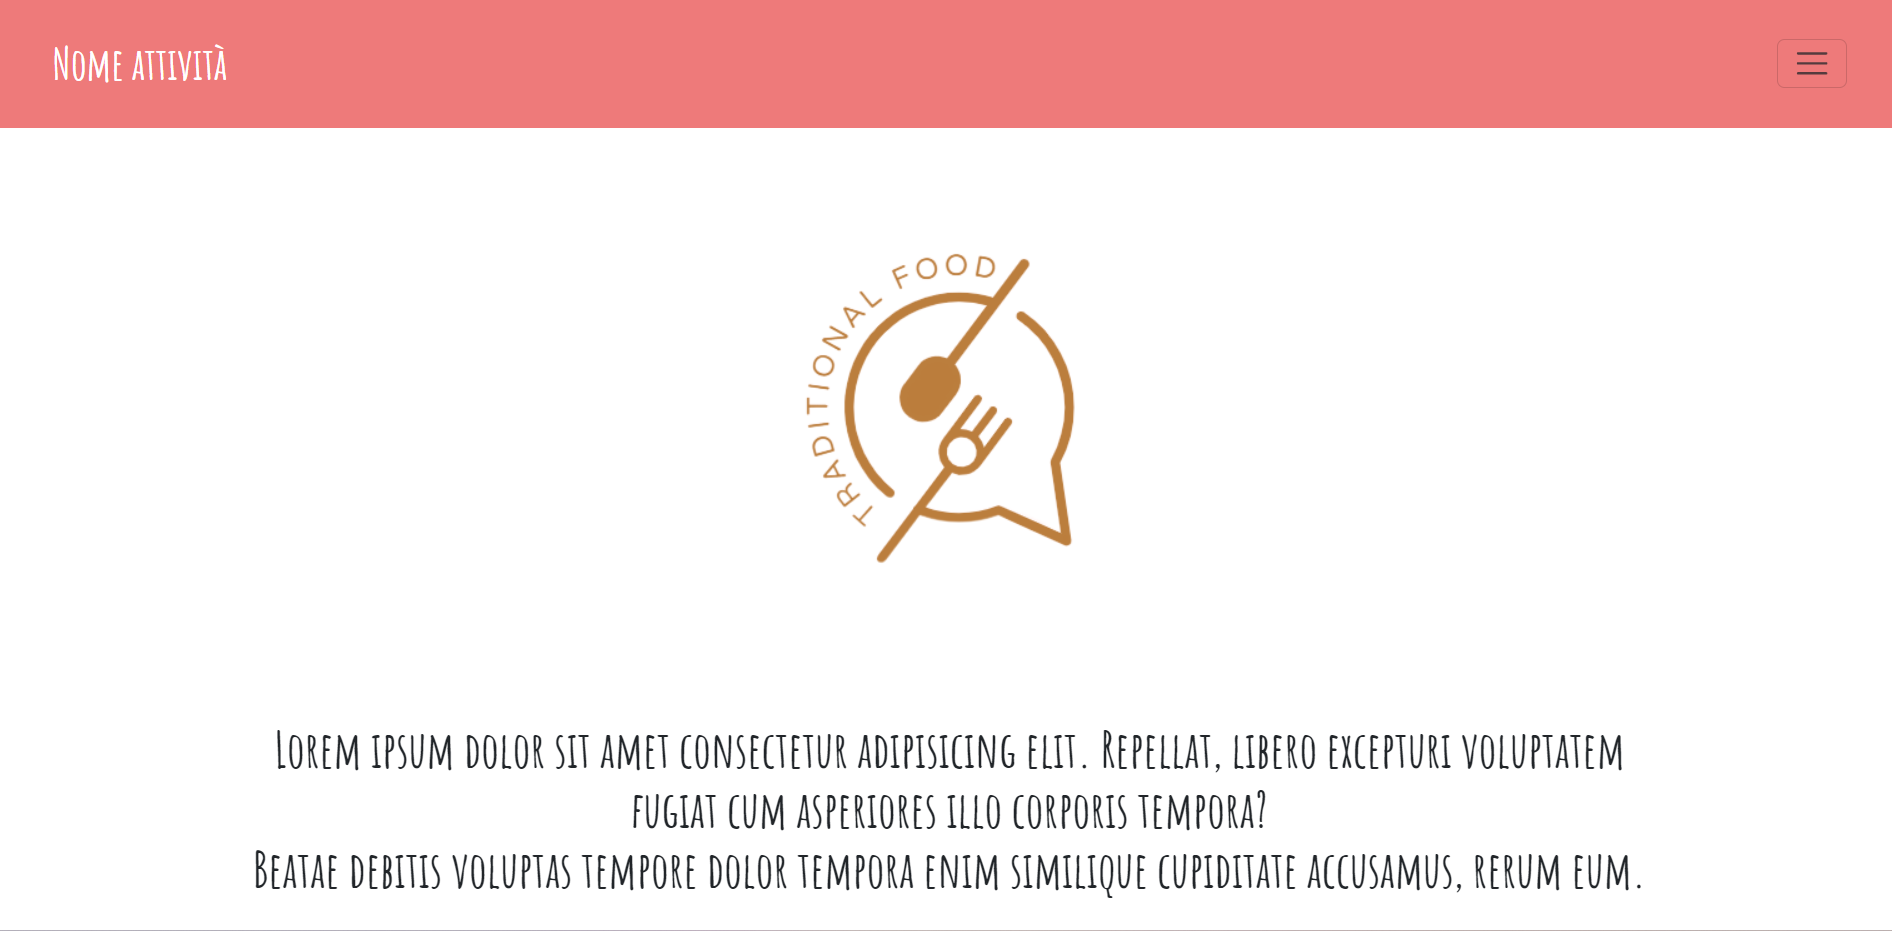 Nome attività
TRADITIONAL FOOD
Lorem ipsum dolor sit amet consectetur adipisicing elit. Repellat, libero excepturi voluptatem
fugiat cum asperiores illo corporis tempora?
Beatae debitis voluptas tempore dolor tempora enim similique cupiditate accusamus, rerum eum.